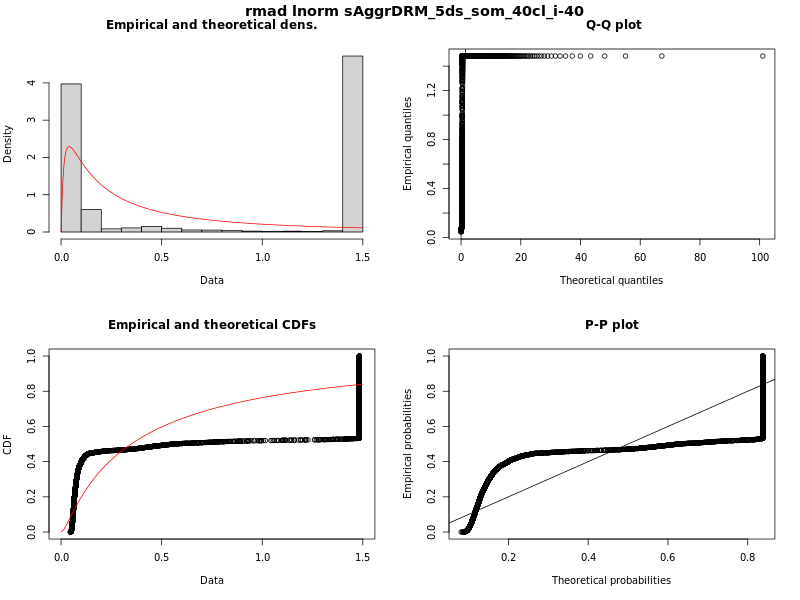 rmad lnorm sAggrDRM_5ds_som_40cl_i-40
Empirical and theoretical dens.
Density
0 1 2 3 4
0.0 0.5 1.0 1.5
Data
Q-Q plot
Empirical quantiles
0.0 0.4 0.8 1.2
0 20 40 60 80 100
Theoretical quantiles
Empirical and theoretical CDFs
CDF
0.0 0.2 0.4 0.6 0.8 1.0
0.0 0.5 1.0 1.5
Data
P-P plot
Empirical probabilities
0.0 0.2 0.4 0.6 0.8 1.0
0.2 0.4 0.6 0.8
Theoretical probabilities